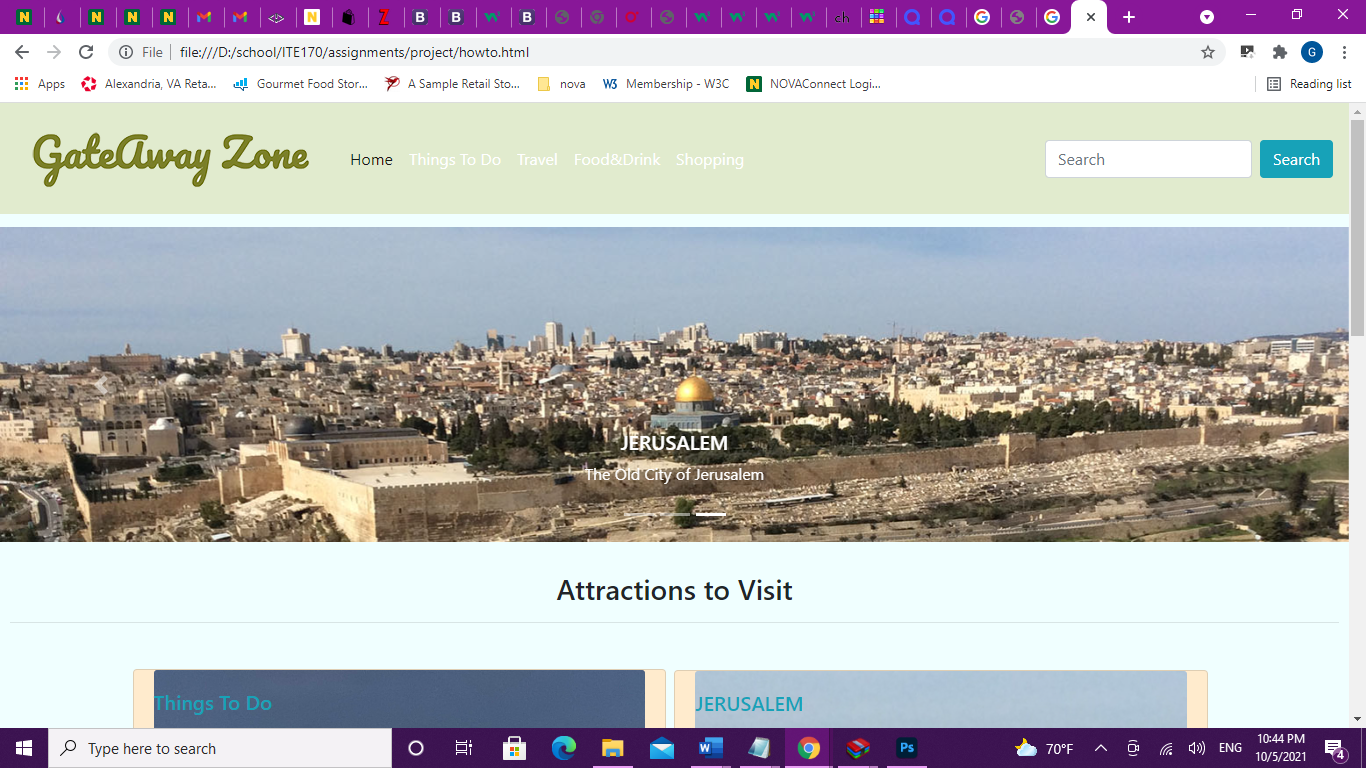 File
file:///D:/school/ITE170/assignments/project/howto.html
Apps
Alexandria, VA Reta...
Gourmet Food Stor...
A Sample Retail Sto...
nova
Membership - W3C
NOVAConnect Logi...
Reading list
GateAway Zone
Home
Things To Do
Travel
Food&Drink
Shopping
Search
Search
JERUSALEM
The Old City of Jerusalem
Attractions to Visit
Things To Do
JERUSALEM
Type here to search
70°F
ENG
10:44 PM
10/5/2021
4